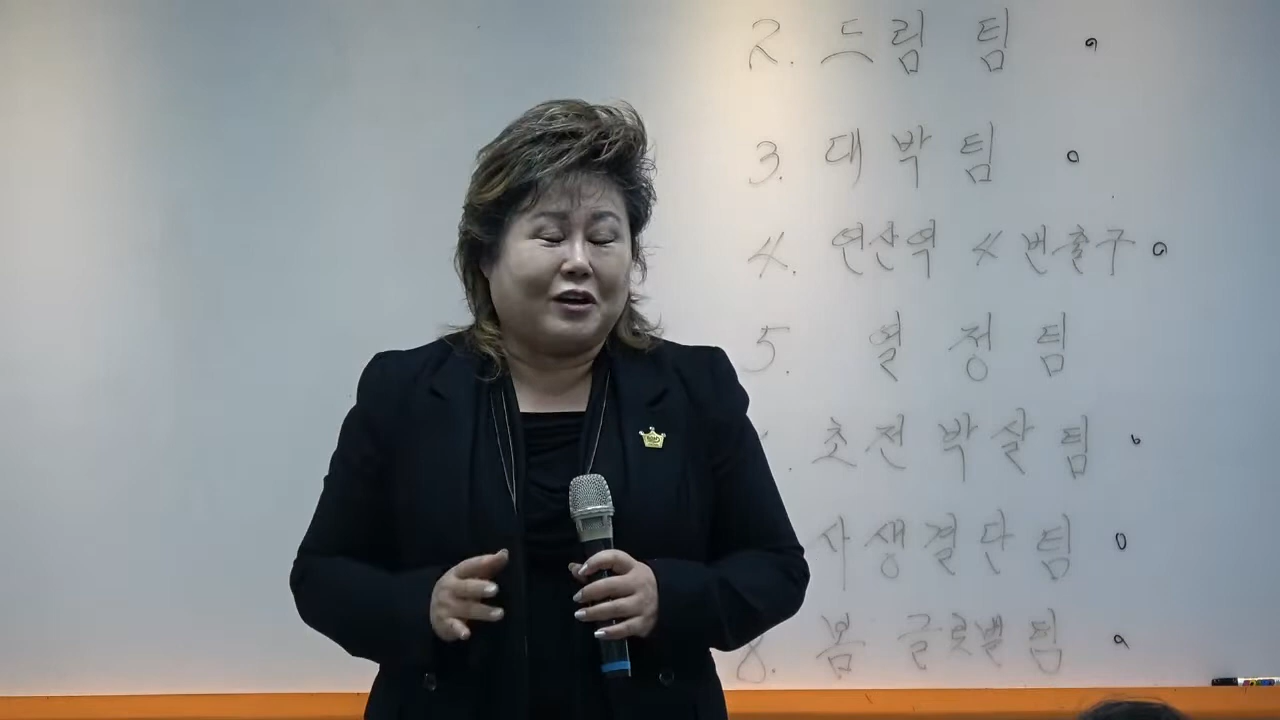 2. 드림 팀
3. 대박팀
4. 연산역 4번출구
5. 열정팀
초전박살팀
사생결단팀
8. 봄 글로벌팀